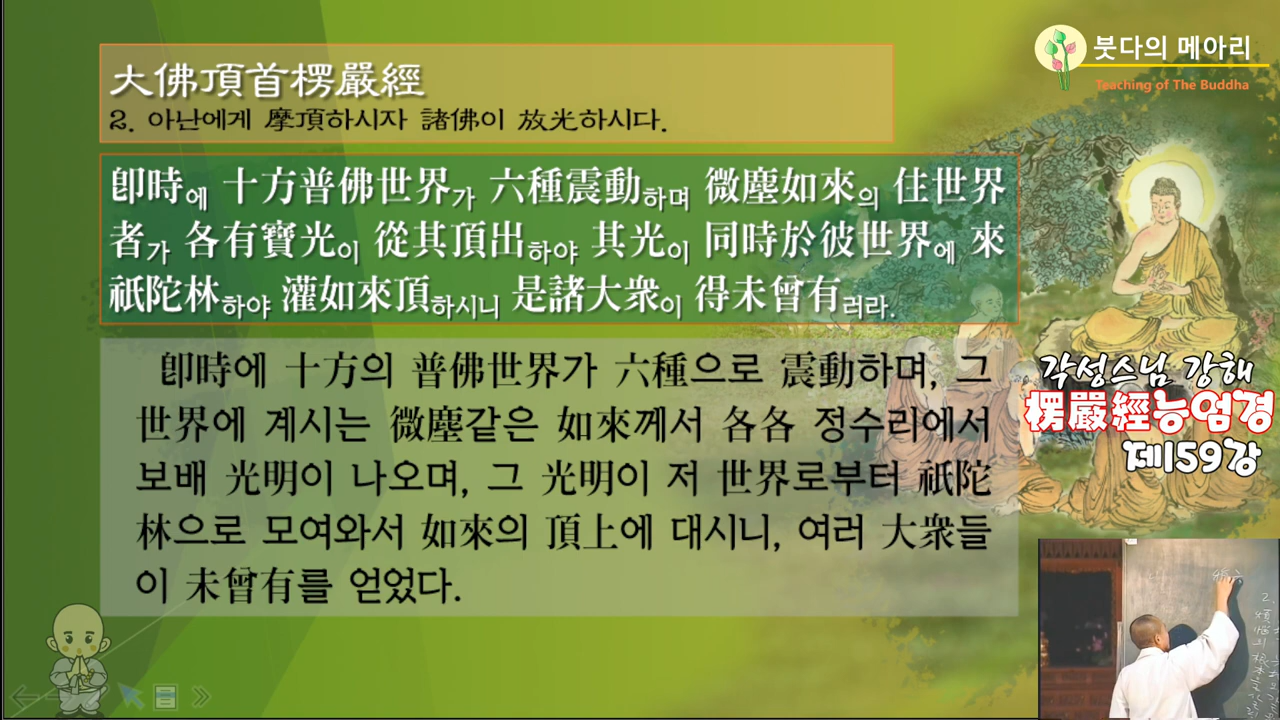 大佛頂首楞嚴經
2. 아난에게 摩頂하시자 諸佛이 放光하시다.
卽時에 十方普佛世界가 六種震動하며 微塵如來의 住世界
者가 各有寶光이 從其頂出하야 其光이 同時於彼世界에 來
祇陀林하야 灌如來頂하시니 是諸大衆이 得未曾有러라.
卽時에 十方의 普佛世界가 六種으로 震動하며, 그
世界에 계시는 微塵같은 如來께서 各各 정수리에서
보배 光明이 나오며, 그 光明이 저 世界로부터 祇陀
林으로 모여와서 如來의 頂上에 대시니, 여러 大衆들
이 未曾有를 얻었다.
붓다의 메아리
Teaching of The Buddha
각성스님 강해
楞嚴經능엄경
제159강